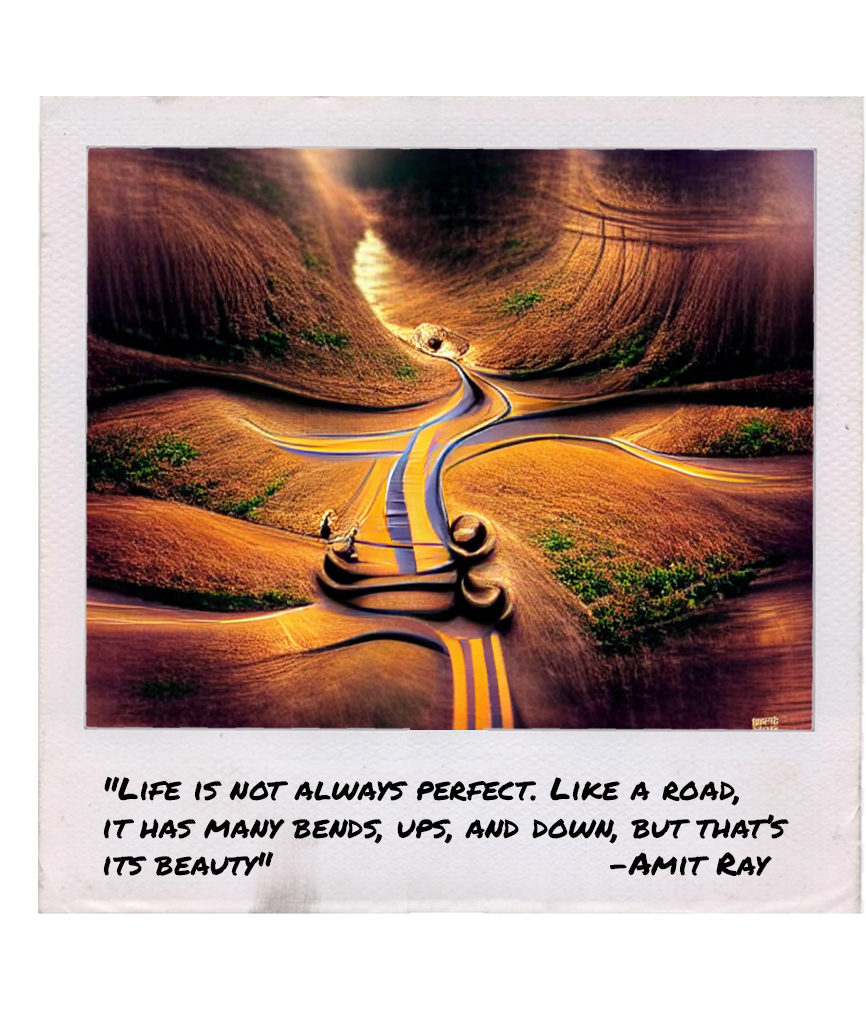 "Life is not always perfect. Like a road,
it has many bends, ups, and down, but that's
its beauty" -Amit Ray